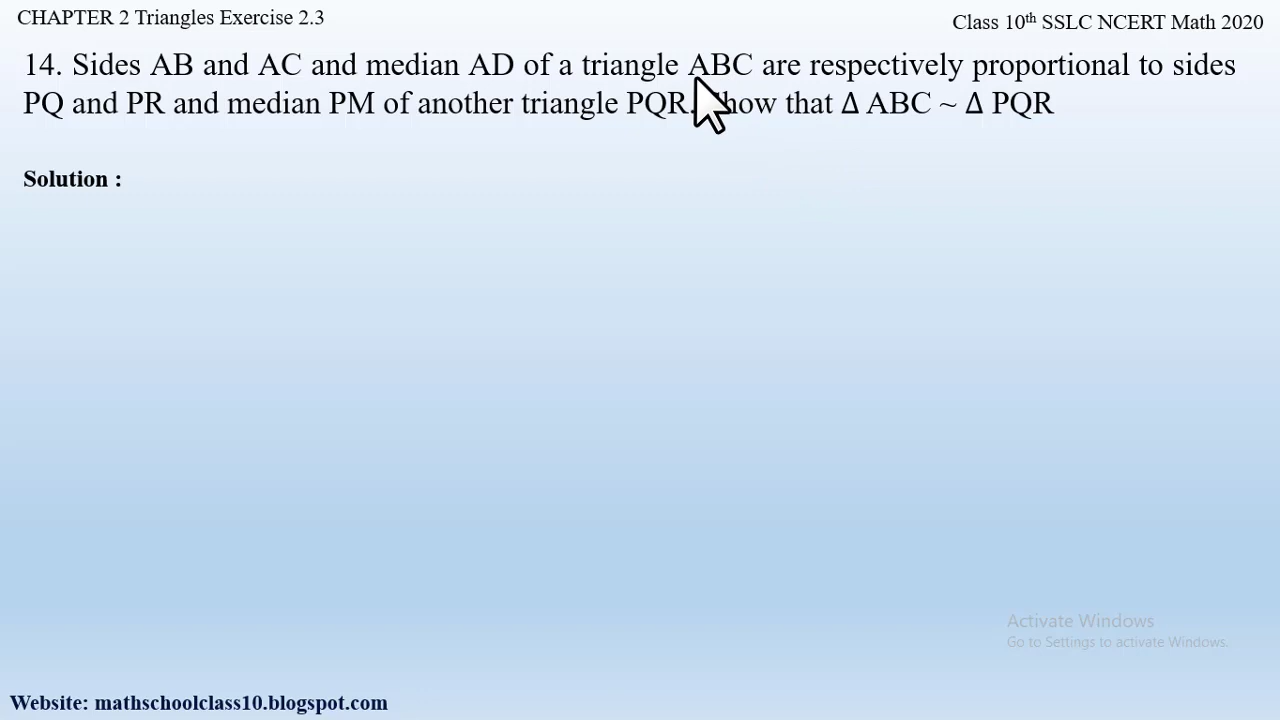 CHAPTER 2 Triangles Exercise 2.3
Class 10th SSLC NCERT Math 2020
14. Sides AB and AC and median AD of a triangle ABC are respectively proportional to sides
PQ and PR and median PM of another triangle PQR. Show that Δ ABC ~ Δ PQR
Solution :
Activate Windows
Go to Settings to activate Windows.
Website: mathschoolclass10.blogspot.com